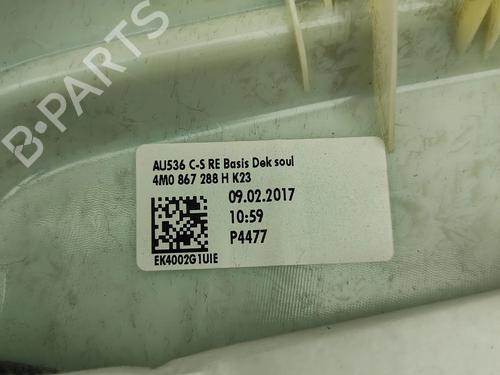 B-PARTS
AU536 C-S RE Basis Dek soul
4M0 867 288 H K23
09.02.2017
10:59
P4477
EK4002G1UIE